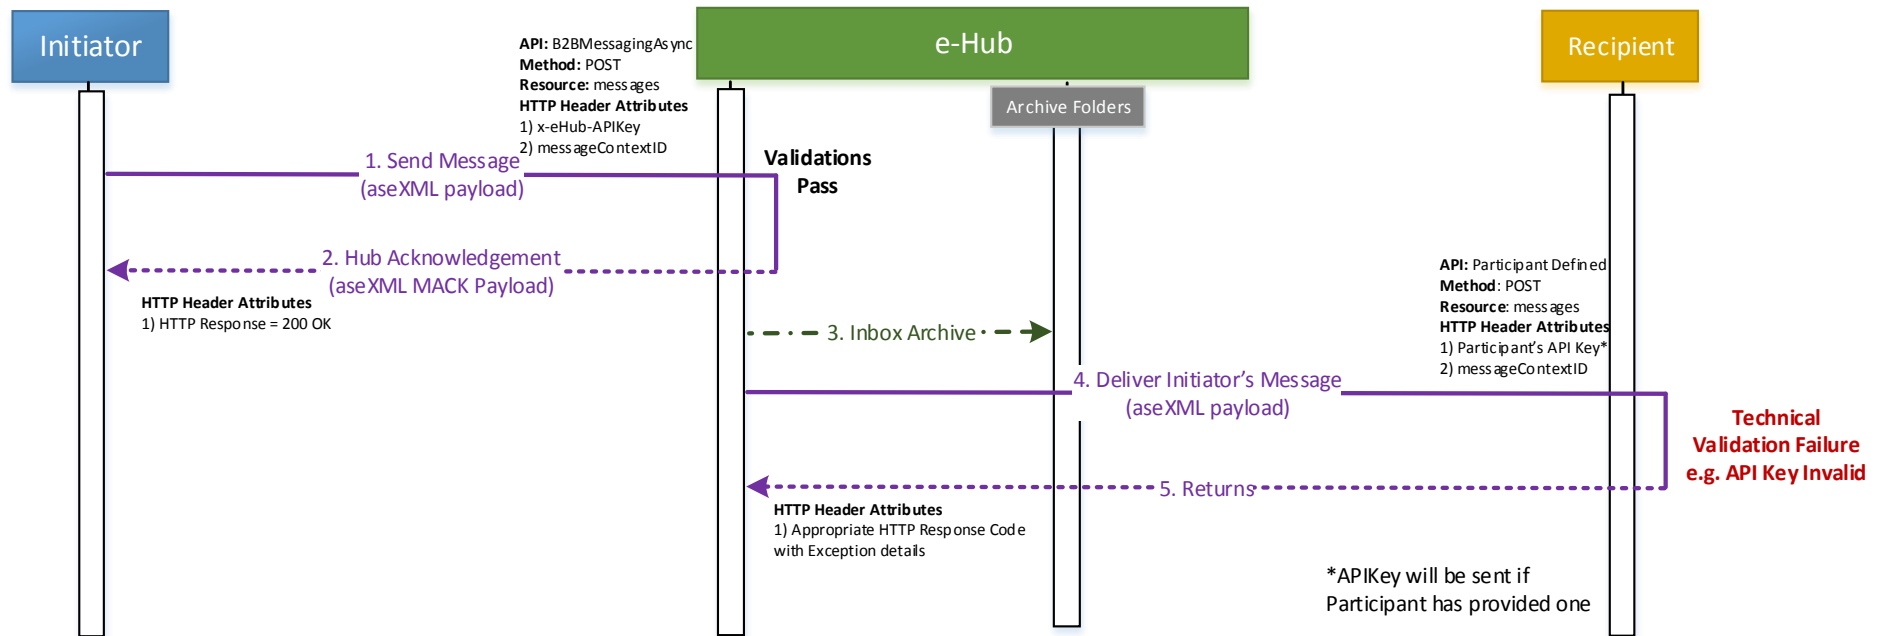 Initiator
e-Hub
Recipient
API: B2BMessagingAsync
Method: POST
Resource: messages
HTTP Header Attributes
1) x-eHub-APIKey
2) messageContextID
Archive Folders
1. Send Message
(aseXML payload)
Validations
Pass
2. Hub Acknowledgement
(aseXML MACK Payload)
HTTP Header Attributes
1) HTTP Response = 200 OK
3. Inbox Archive
API: Participant Defined
Method: POST
Resource: messages
HTTP Header Attributes
1) Participant's API Key*
2) messageContextID
4. Deliver Initiator's Message
(aseXML payload)
Technical
Validation Failure
e.g. API Key Invalid
5. Returns
HTTP Header Attributes
1) Appropriate HTTP Response Code
with Exception details
*APIKey will be sent if
Participant has provided one